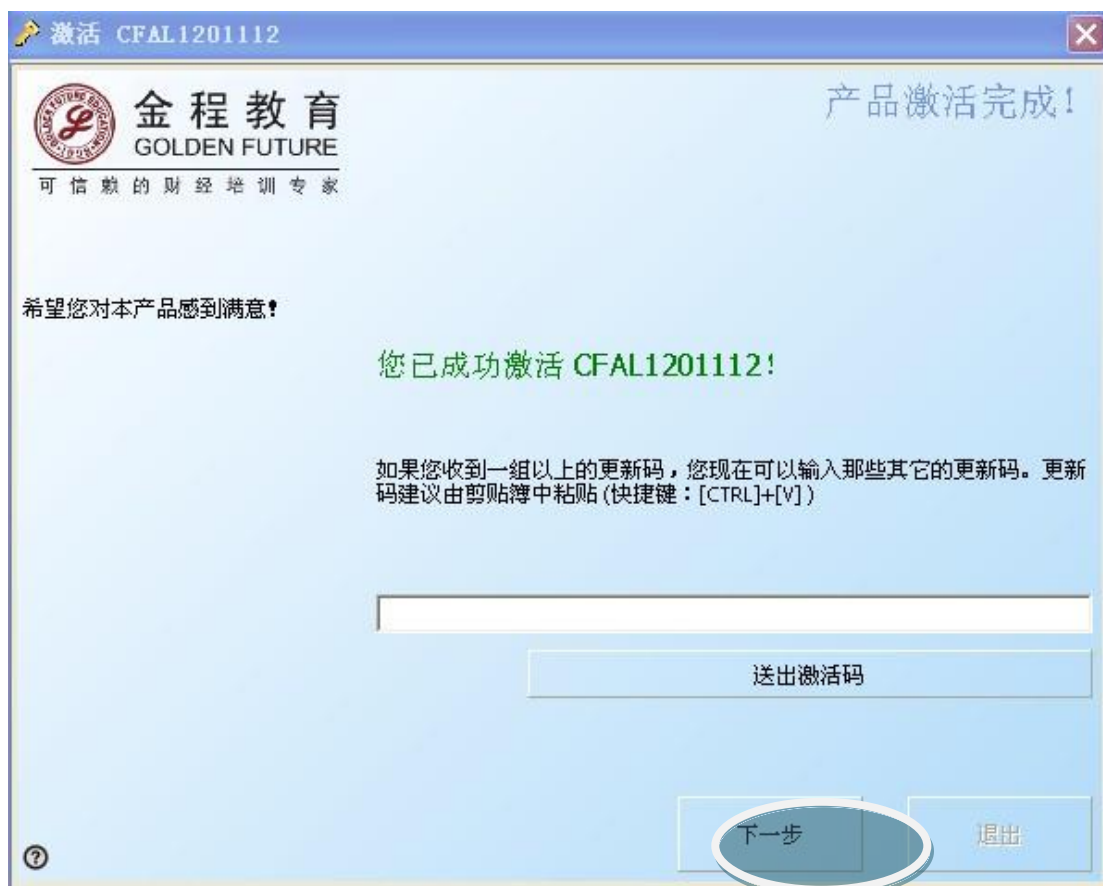 激活 CFAL1201112
产品激活完成!
金程教育
GOLDEN FUTURE
可信赖的财经培训专家
希望您对本产品感到满意!
您已成功激活 CFAL1201112!
如果您收到一组以上的更新码,您现在可以输入那些其它的更新码。更新
码建议由剪贴簿中粘贴(快捷键:[CTRL]+[V])
送出激活码
下一步
退出